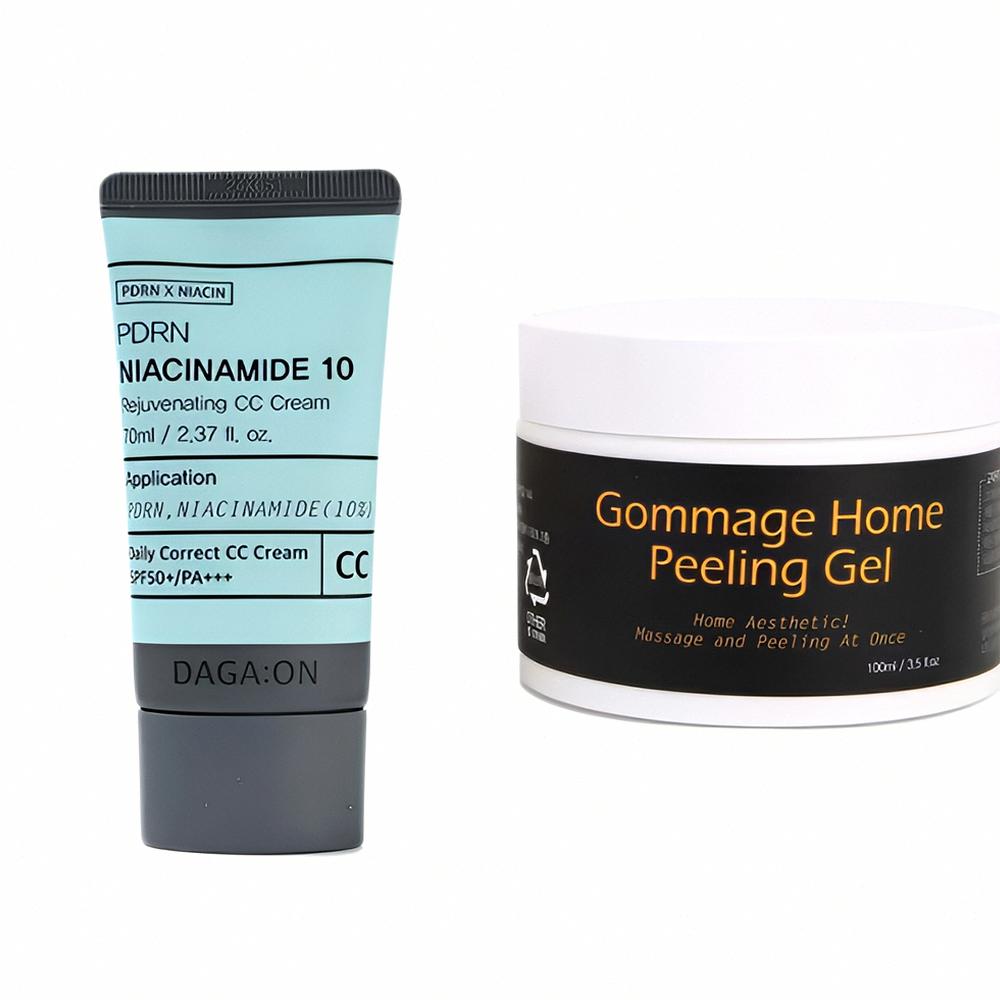 PDRN X NIACIN
PDRN
NIACINAMIDE 10
Rejuvenating CC Cream
70ml / 2.37 fl. oz.
Application
PDRN, NIACINAMIDE(10%)
Daily Correct CC Cream
SPF50+/PA+++
CC
DAGA:ON
Gommage Home
Peeling Gel
Home Aesthetic!
Massage and Peeling At Once
100ml / 3.5 fl.oz
OTHER